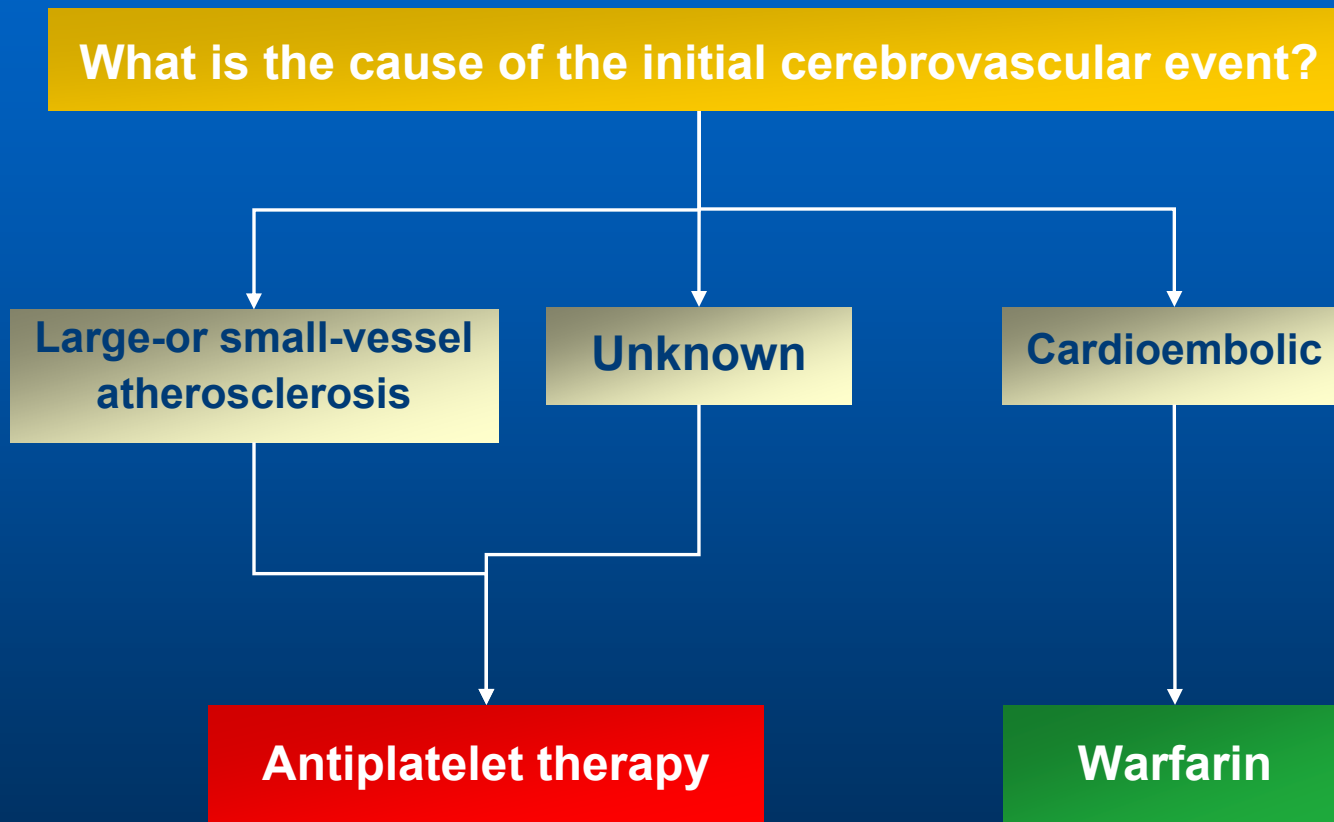 What is the cause of the initial cerebrovascular event?
Large-or small-vessel
atherosclerosis
Unknown
Cardioembolic
Antiplatelet therapy
Warfarin